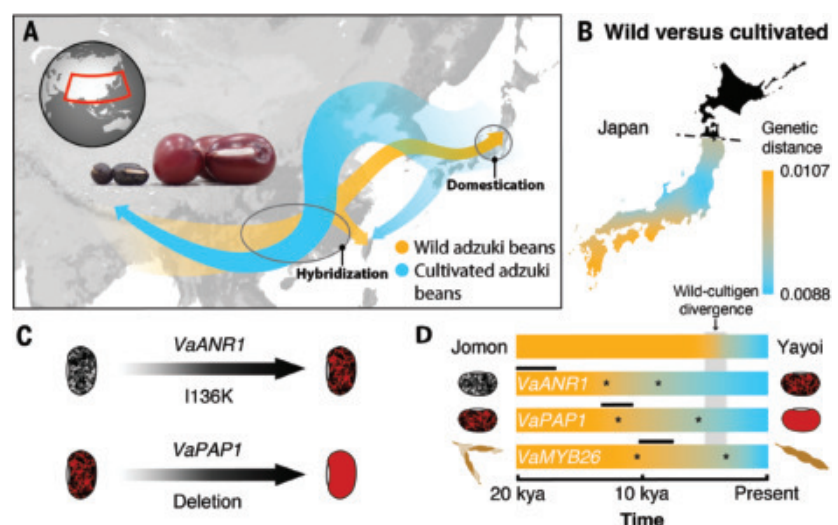 A
Domestication
Hybridization
Wild adzuki beans
Cultivated adzuki
beans
B Wild versus cultivated
Japan
Genetic
distance
0.0107
0.0088
Wild-cultigen
divergence
C
VaANR1
I136K
VaPAP1
Deletion
D Jomon
Yayoi
VaANR1
* *
VaPAP1
* *
VaMYB26
* *
20 kya 10 kya Present
Time